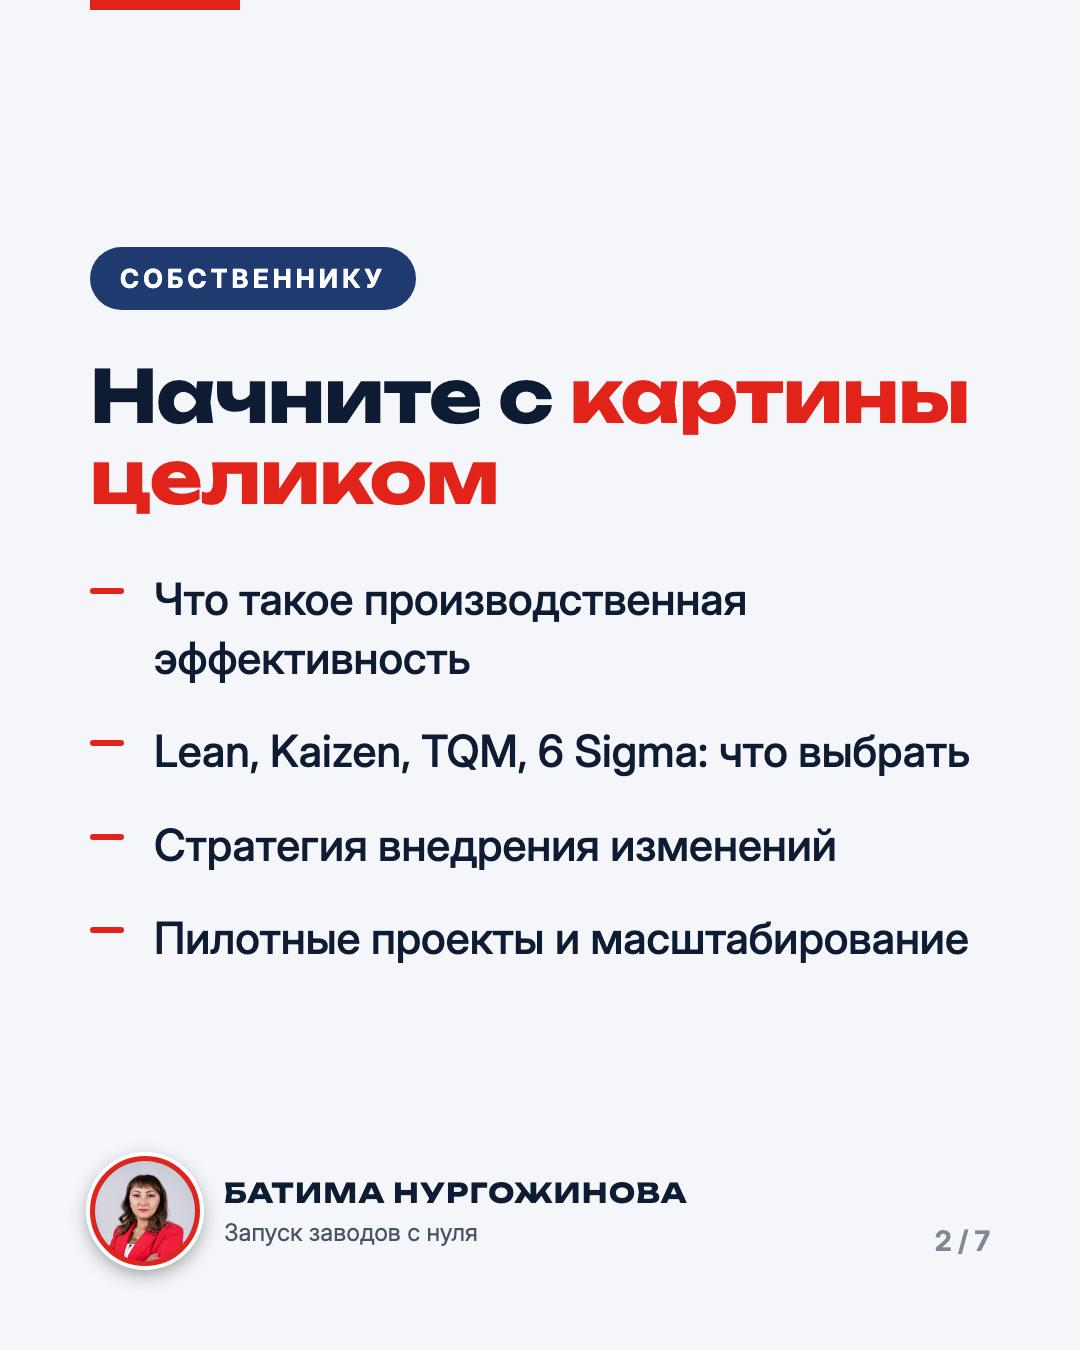 СОБСТВЕННИКУ
Начните с картины
целиком
Что такое производственная
эффективность
Lean, Kaizen, TQM, 6 Sigma: что выбрать
Стратегия внедрения изменений
Пилотные проекты и масштабирование
БАТИМА НУРГОЖИНОВА
Запуск заводов с нуля
2 / 7